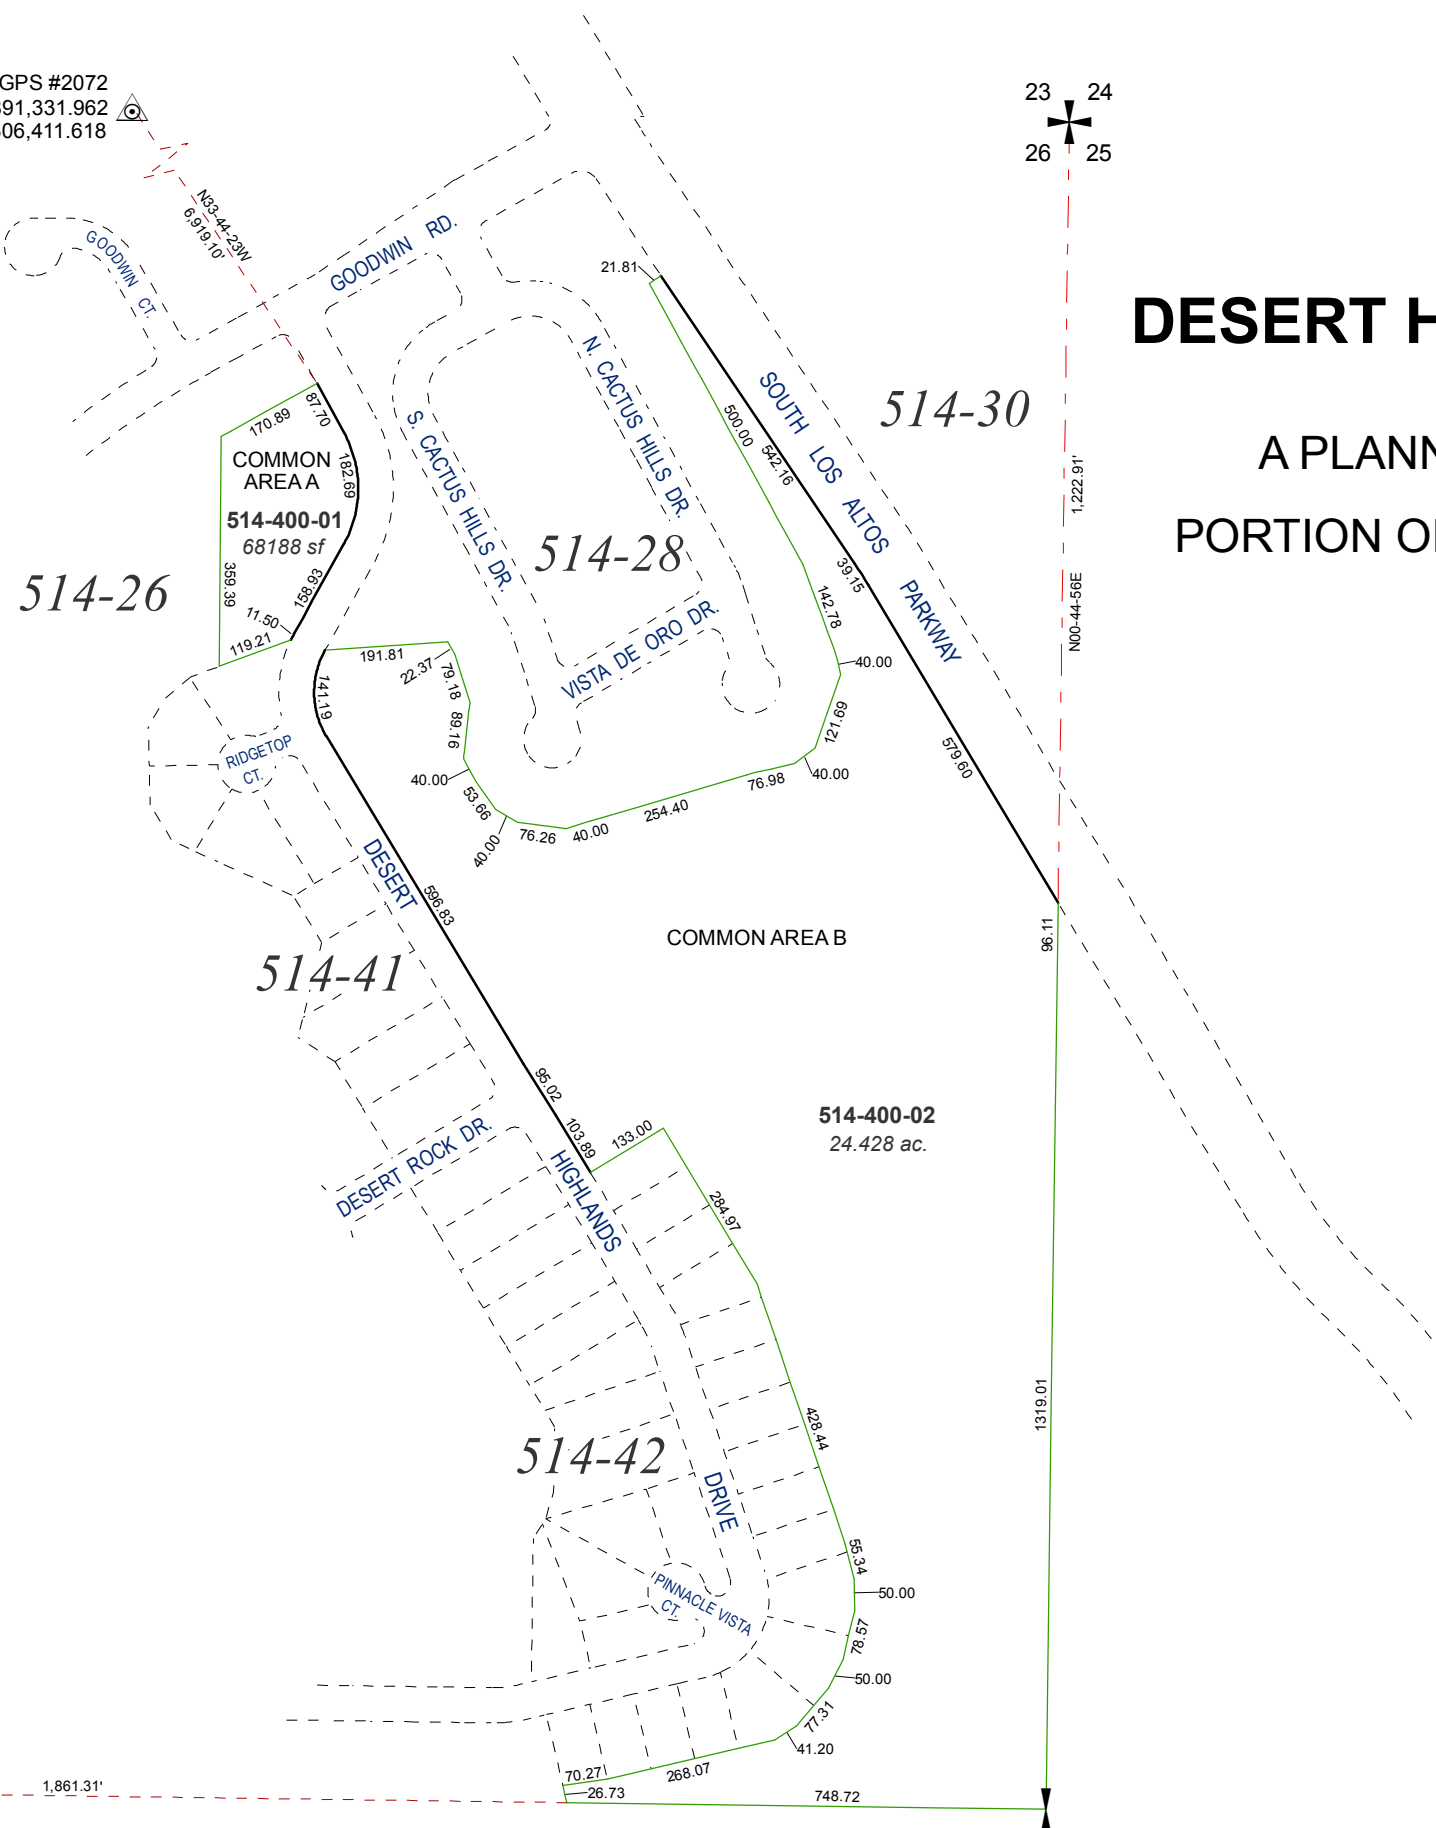 GPS #2072
391,331.962
306,411.618
23 24
26 25
N33-44-23W
6,919.10'
GOODWIN CT.
GOODWIN RD.
21.81
DESERT H
514-30
A PLANN
PORTION O
170.89
87.70
COMMON
AREA A
182.69
514-400-01
68188 sf
514-26
359.39
158.93
11.50
119.21
S. CACTUS HILLS DR.
N. CACTUS HILLS DR.
514-28
VISTA DE ORO DR.
SOUTH LOS ALTOS PARKWAY
500.00
542.16
39.15
142.78
40.00
121.69
40.00
579.60
1,222.91'
N00-44-56E
191.81
22.37
79.18
89.16
40.00
53.66
40.00
76.26
40.00
254.40
76.98
141.19
RIDGETOP
CT.
DESERT
596.83
COMMON AREA B
96.11
514-41
95.02
103.89
133.00
514-400-02
24.428 ac.
DESERT ROCK DR.
HIGHLANDS
284.97
428.44
1319.01
514-42
DRIVE
PINNACLE VISTA
CT.
55.34
50.00
78.57
50.00
77.31
41.20
70.27
268.07
26.73
748.72
1,861.31'